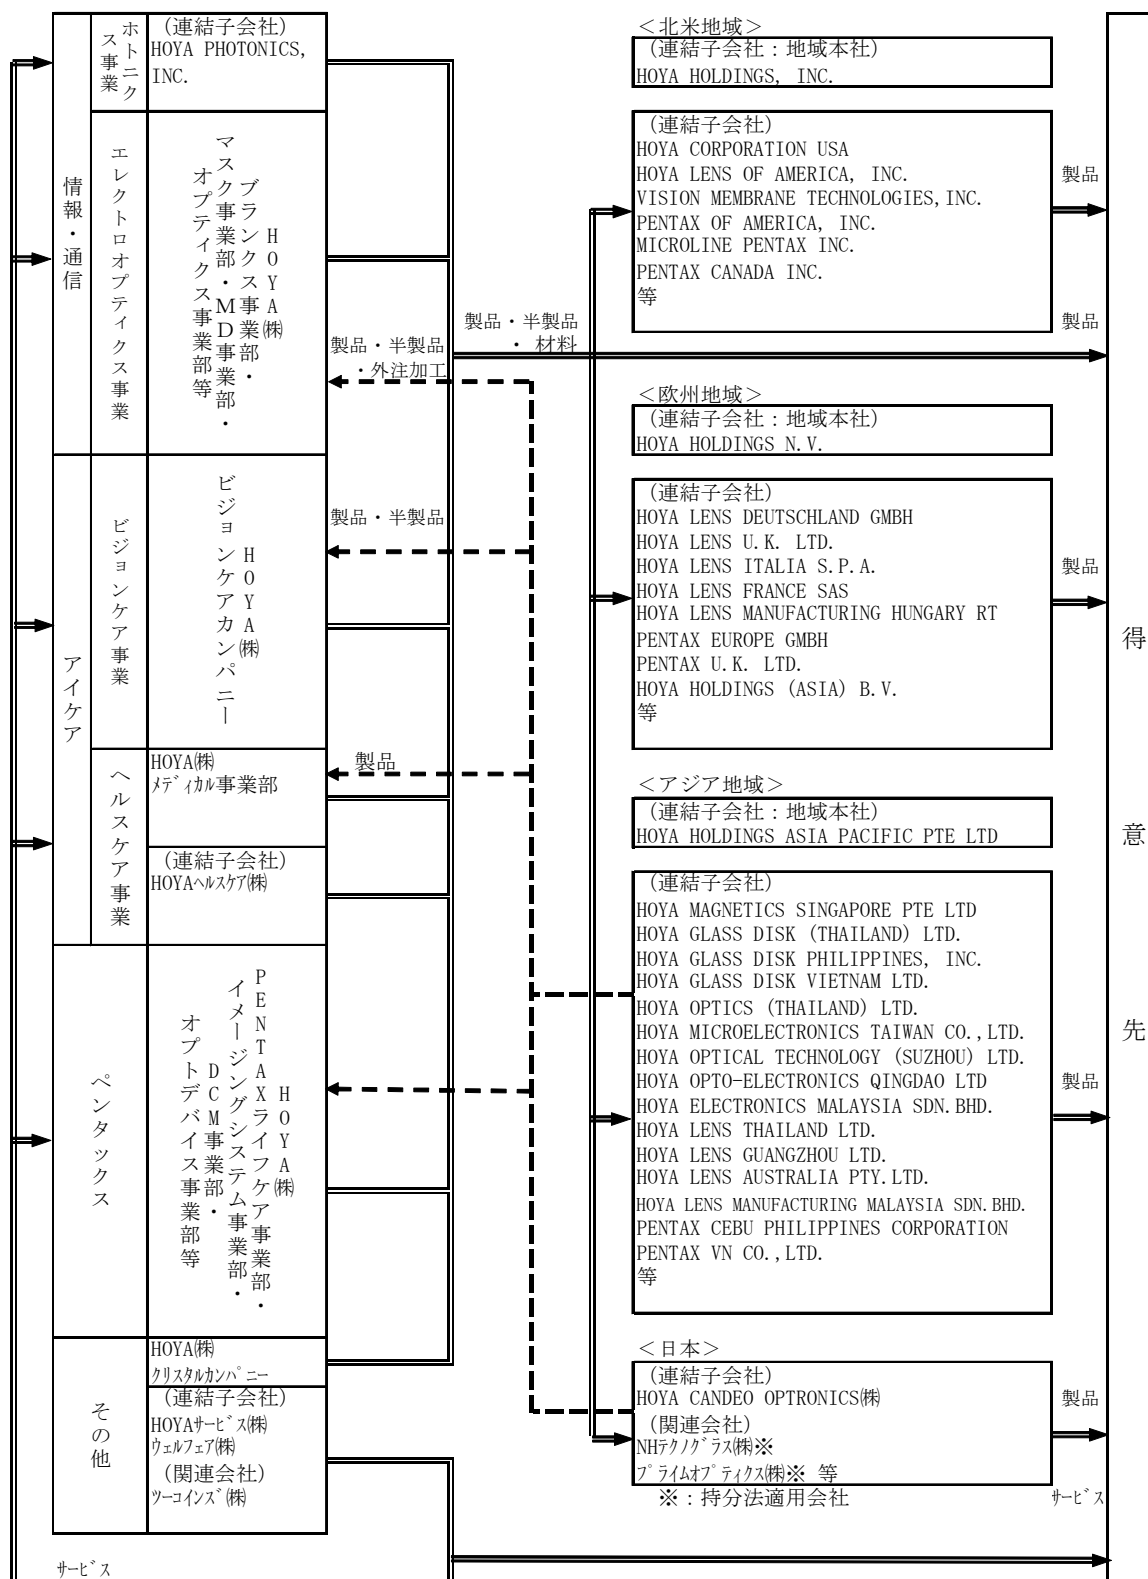 情報・通信
ホトニク
ス事業
(連結子会社)
HOYA PHOTONICS,
INC.
エレクトロオプティクス事業
HOYA㈱
ブランクス事業部・
マスク事業部・MD事業部・
オプティクス事業部等
アイケア
ビジョンケア事業
HOYA㈱
ビジョンケアカンパニー
ヘルスケア事業
HOYA㈱
メディカル事業部
(連結子会社)
HOYAヘルスケア㈱
ペンタックス
HOYA㈱
PENTAXライフケア事業部・
イメージングシステム事業部・
DCM事業部・
オプトデバイス事業部等
その他
HOYA㈱
クリスタルカンパニー
(連結子会社)
HOYAサービス㈱
ウェルフェア㈱
(関連会社)
ツーコインズ㈱
サービス
製品・半製品
・外注加工
製品・半製品
製品
製品・半製品
・ 材料
<北米地域>
(連結子会社:地域本社)
HOYA HOLDINGS, INC.
(連結子会社)
HOYA CORPORATION USA
HOYA LENS OF AMERICA, INC.
VISION MEMBRANE TECHNOLOGIES,INC.
PENTAX OF AMERICA, INC.
MICROLINE PENTAX INC.
PENTAX CANADA INC.
等
製品
製品
<欧州地域>
(連結子会社:地域本社)
HOYA HOLDINGS N.V.
(連結子会社)
HOYA LENS DEUTSCHLAND GMBH
HOYA LENS U.K. LTD.
HOYA LENS ITALIA S.P.A.
HOYA LENS FRANCE SAS
HOYA LENS MANUFACTURING HUNGARY RT
PENTAX EUROPE GMBH
PENTAX U.K. LTD.
HOYA HOLDINGS (ASIA) B.V.
等
製品
<アジア地域>
(連結子会社:地域本社)
HOYA HOLDINGS ASIA PACIFIC PTE LTD
(連結子会社)
HOYA MAGNETICS SINGAPORE PTE LTD
HOYA GLASS DISK (THAILAND) LTD.
HOYA GLASS DISK PHILIPPINES, INC.
HOYA GLASS DISK VIETNAM LTD.
HOYA OPTICS (THAILAND) LTD.
HOYA MICROELECTRONICS TAIWAN CO.,LTD.
HOYA OPTICAL TECHNOLOGY (SUZHOU) LTD.
HOYA OPTO-ELECTRONICS QINGDAO LTD
HOYA ELECTRONICS MALAYSIA SDN.BHD.
HOYA LENS THAILAND LTD.
HOYA LENS GUANGZHOU LTD.
HOYA LENS AUSTRALIA PTY.LTD.
HOYA LENS MANUFACTURING MALAYSIA SDN.BHD.
PENTAX CEBU PHILIPPINES CORPORATION
PENTAX VN CO.,LTD.
等
製品
<日本>
(連結子会社)
HOYA CANDEO OPTRONICS㈱
(関連会社)
NHテクノグラス㈱※
プライムオプティクス㈱※ 等
※:持分法適用会社
製品
サービス
得意先